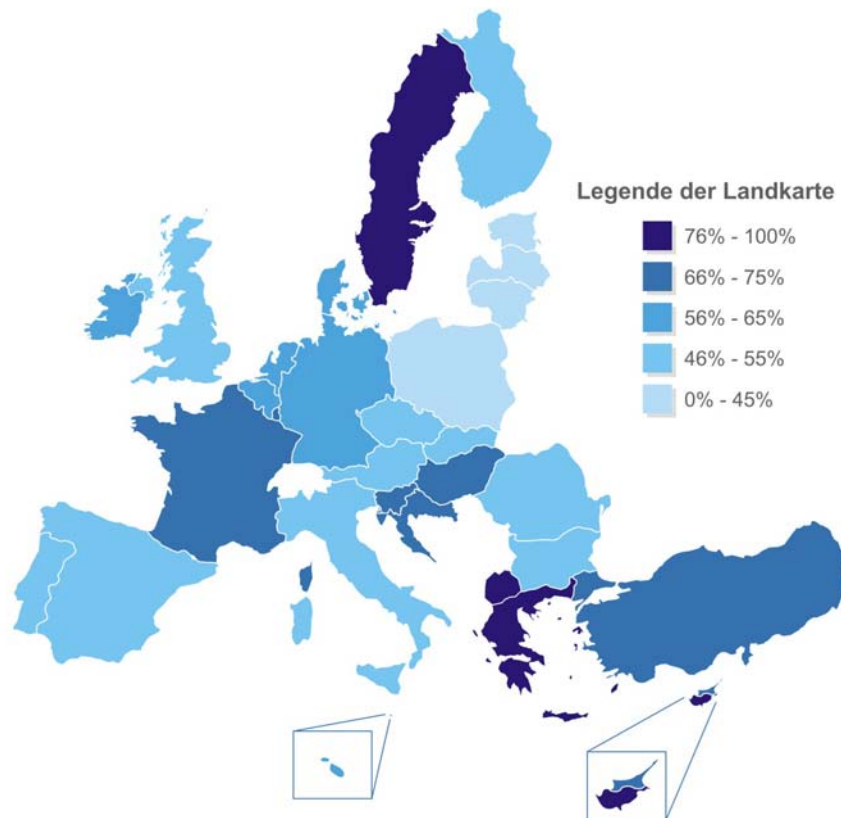 Legende der Landkarte
76% - 100%
66% - 75%
56% - 65%
46% - 55%
0% - 45%